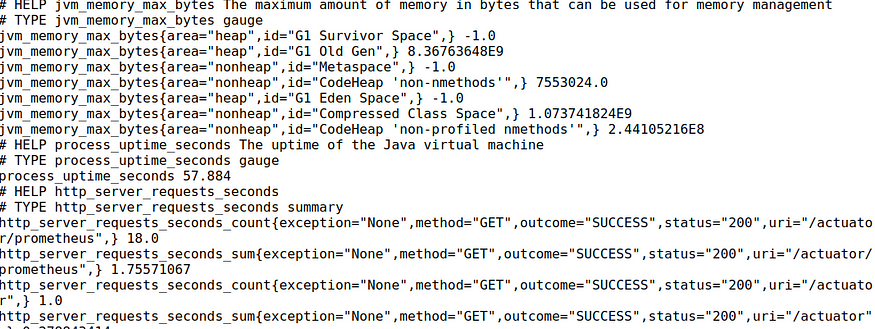 # HELP jvm_memory_max_bytes The maximum amount of memory in bytes that can be used for memory management
# TYPE jvm_memory_max_bytes gauge
jvm_memory_max_bytes{area="heap",id="G1 Survivor Space",} -1.0
jvm_memory_max_bytes{area="heap",id="G1 Old Gen",} 8.36763648E9
jvm_memory_max_bytes{area="nonheap",id="Metaspace",} -1.0
jvm_memory_max_bytes{area="nonheap",id="CodeHeap 'non-nmethods'",} 7553024.0
jvm_memory_max_bytes{area="heap",id="G1 Eden Space",} -1.0
jvm_memory_max_bytes{area="nonheap",id="Compressed Class Space",} 1.073741824E9
jvm_memory_max_bytes{area="nonheap",id="CodeHeap 'non-profiled nmethods'",} 2.44105216E8
# HELP process_uptime_seconds The uptime of the Java virtual machine
# TYPE process_uptime_seconds gauge
process_uptime_seconds 57.884
# HELP http_server_requests_seconds
# TYPE http_server_requests_seconds summary
http_server_requests_seconds_count{exception="None",method="GET",outcome="SUCCESS",status="200",uri="/actuato
r/prometheus",} 18.0
http_server_requests_seconds_sum{exception="None",method="GET",outcome="SUCCESS",status="200",uri="/actuator/
prometheus",} 1.75571067
http_server_requests_seconds_count{exception="None",method="GET",outcome="SUCCESS",status="200",uri="/actuato
r",} 1.0
http_server_requests_seconds_sum{exception="None",method="GET",outcome="SUCCESS",status="200",uri="/actuator"